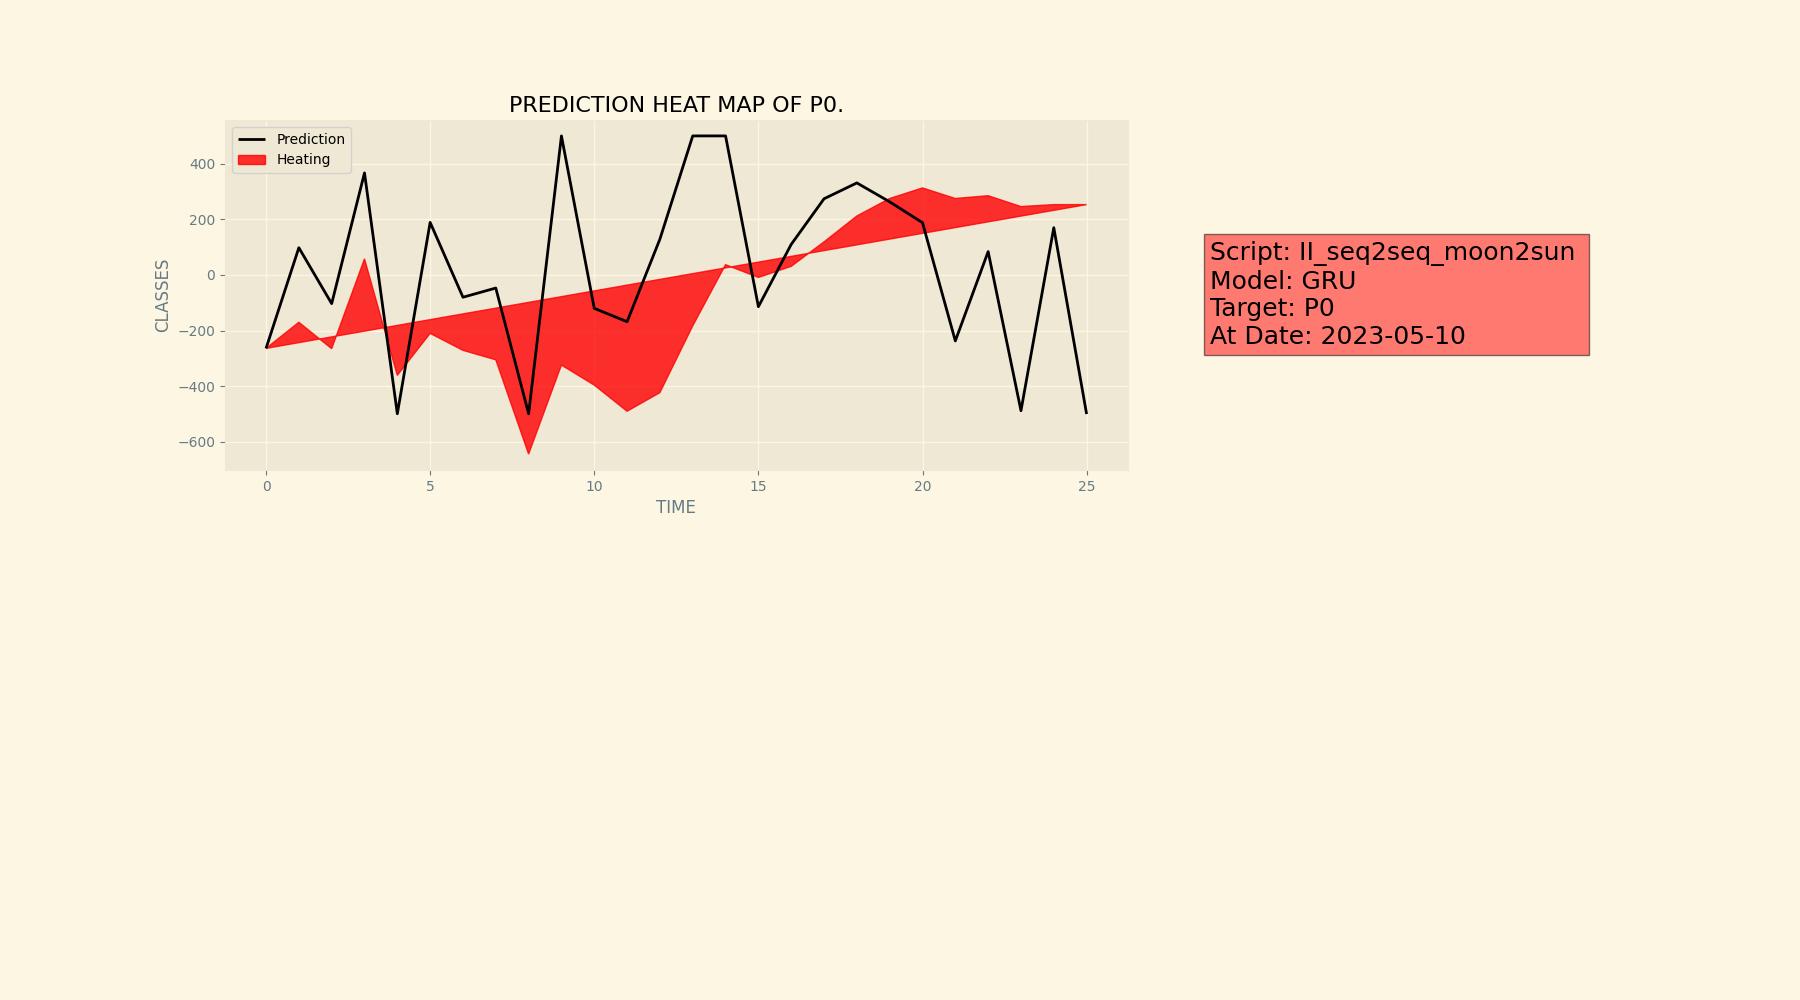 PREDICTION HEAT MAP OF P0.
Prediction
Heating
CLASSES
400
200
0
−200
−400
−600
0 5 10 15 20 25
TIME
Script: II_seq2seq_moon2sun
Model: GRU
Target: P0
At Date: 2023-05-10